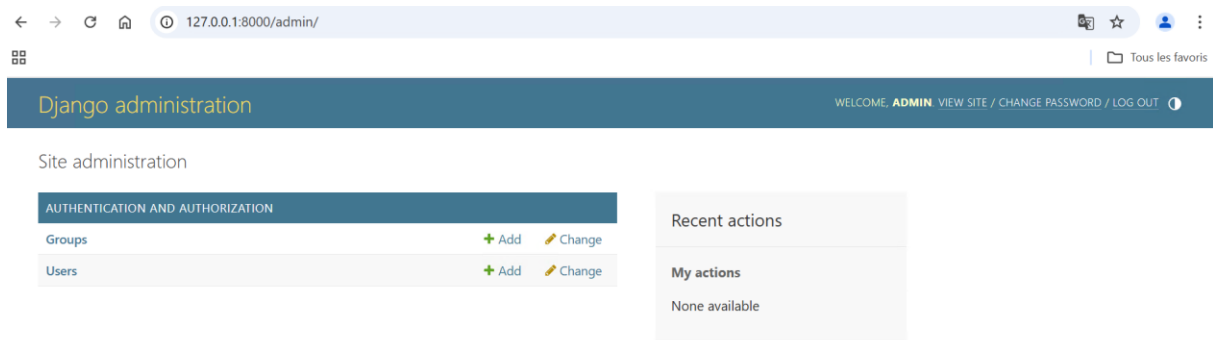 127.0.0.1:8000/admin/
Tous les favoris
Django administration
WELCOME, ADMIN. VIEW SITE / CHANGE PASSWORD / LOG OUT
Site administration
AUTHENTICATION AND AUTHORIZATION
Groups + Add Change
Users + Add Change
Recent actions
My actions
None available